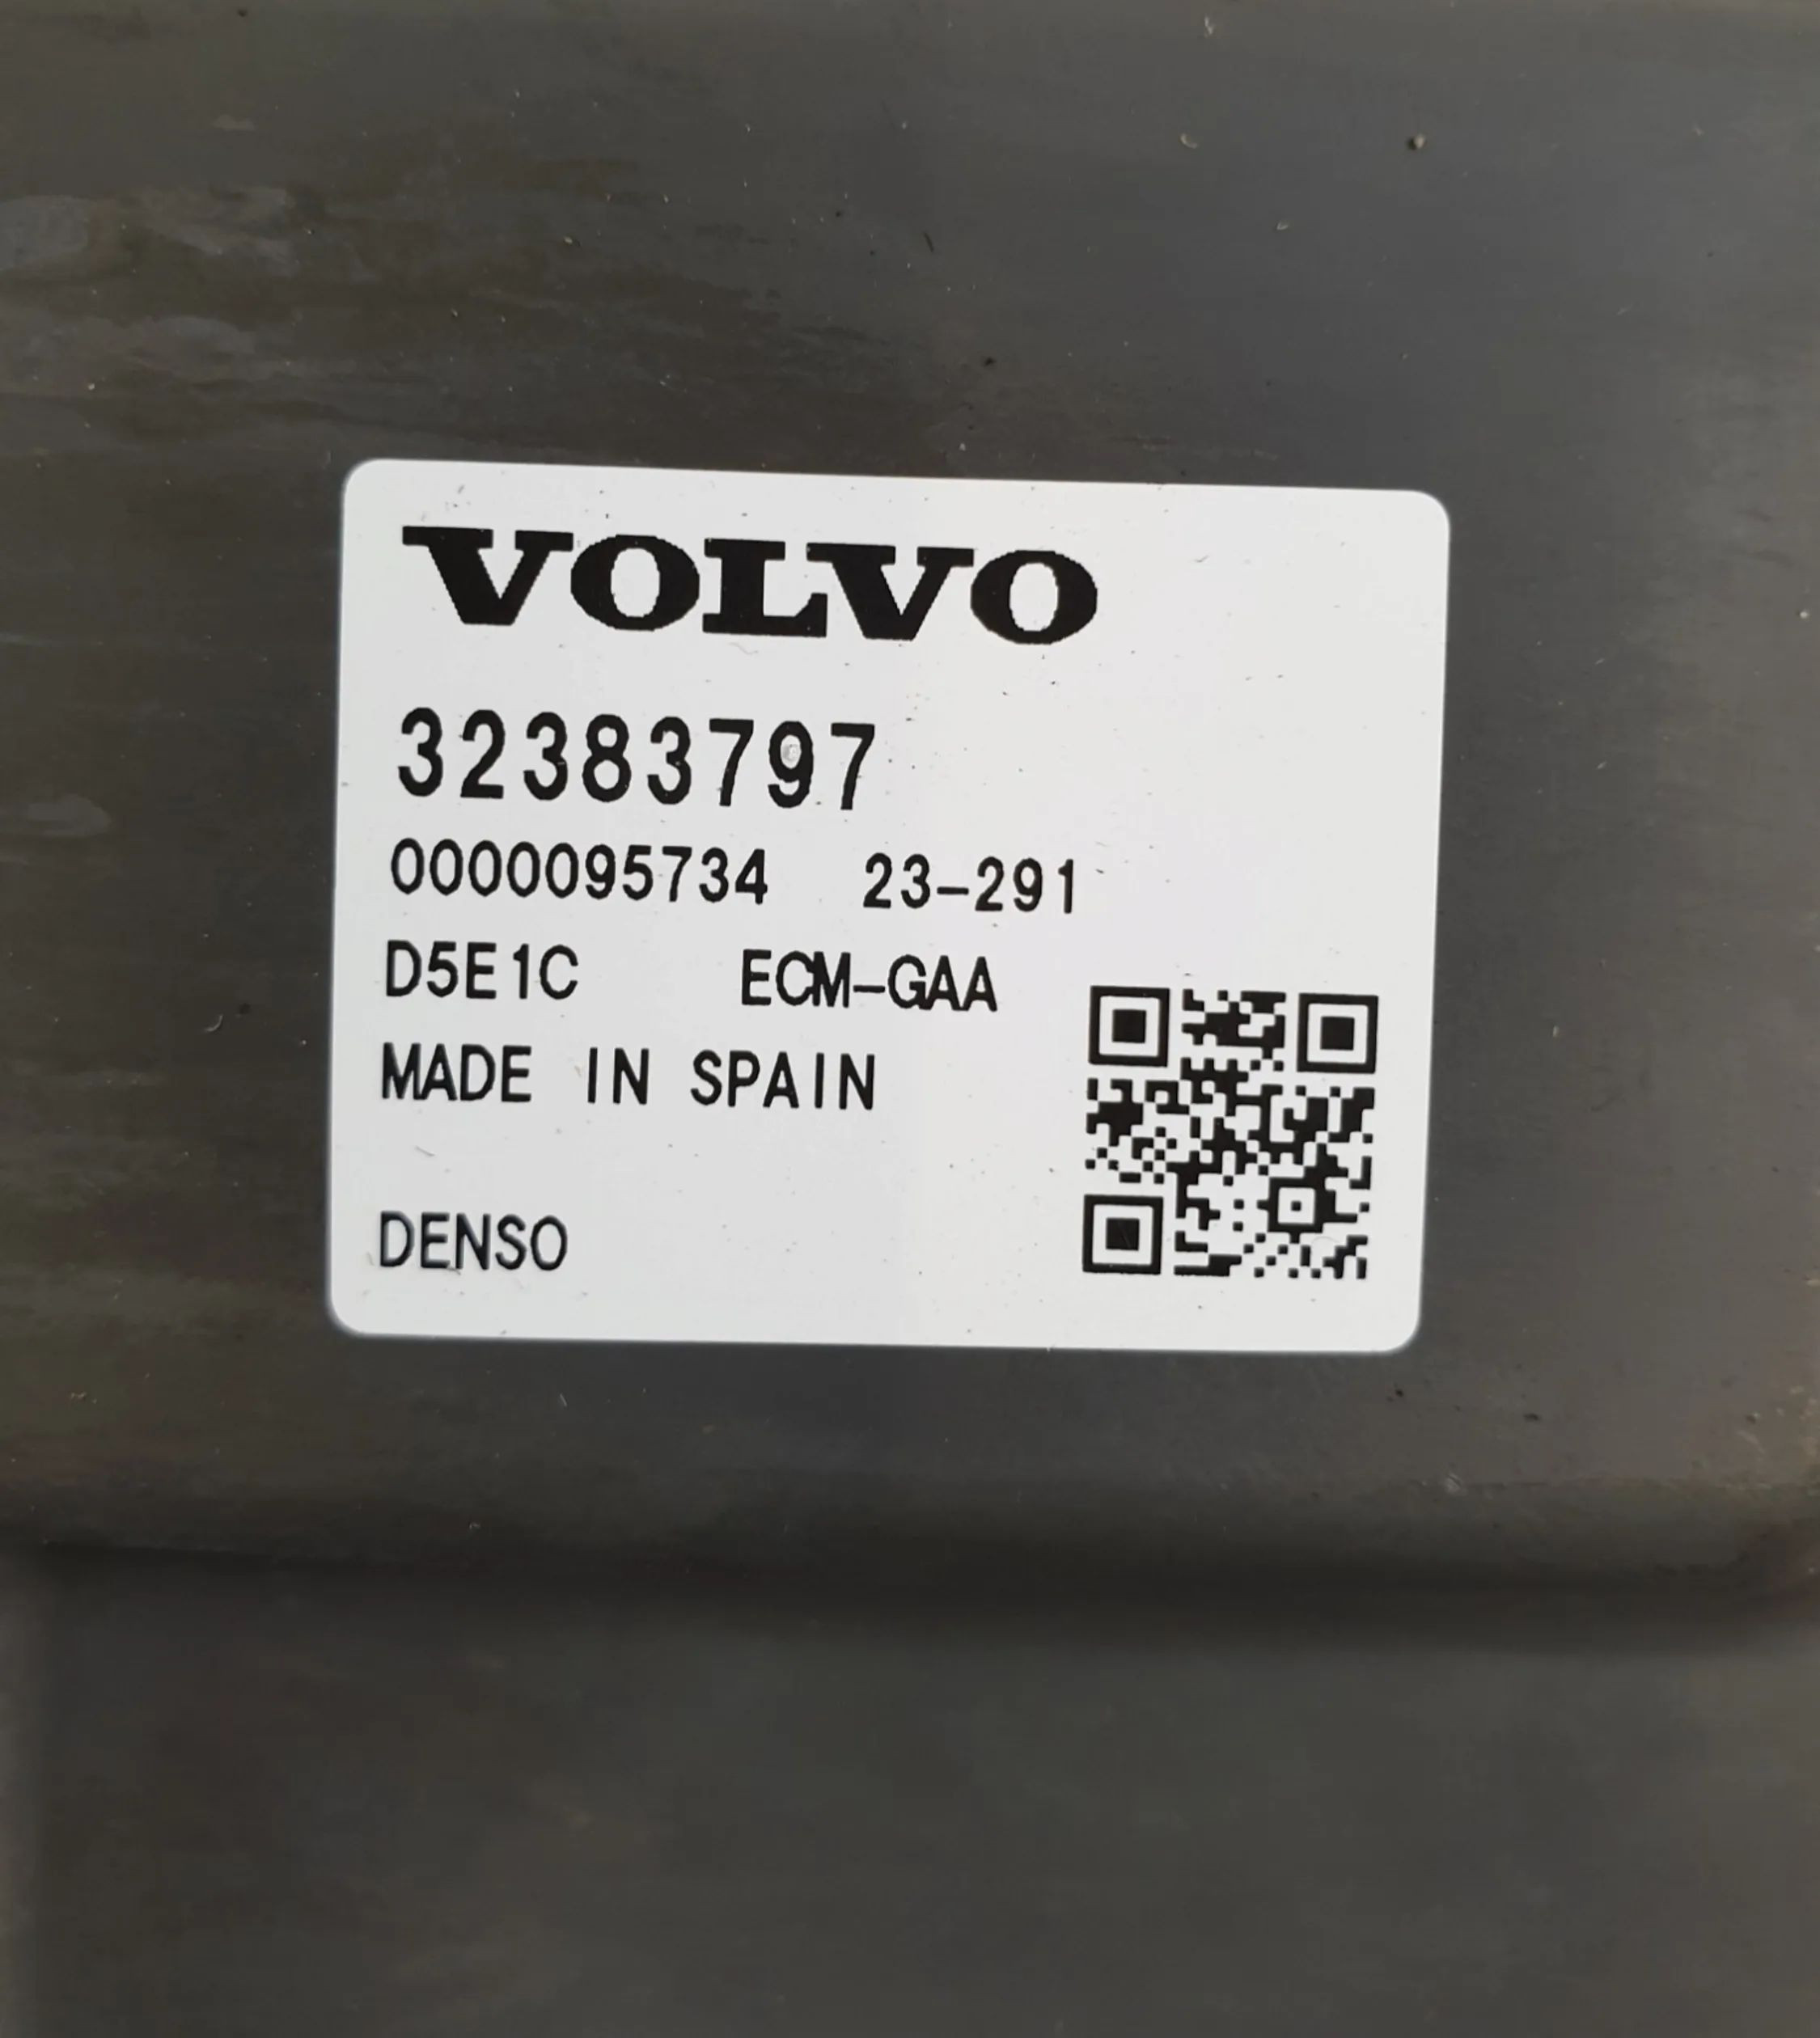 VOLVO
32383797
0000095734 23-291
D5E1C ECM-GAA
MADE IN SPAIN
DENSO